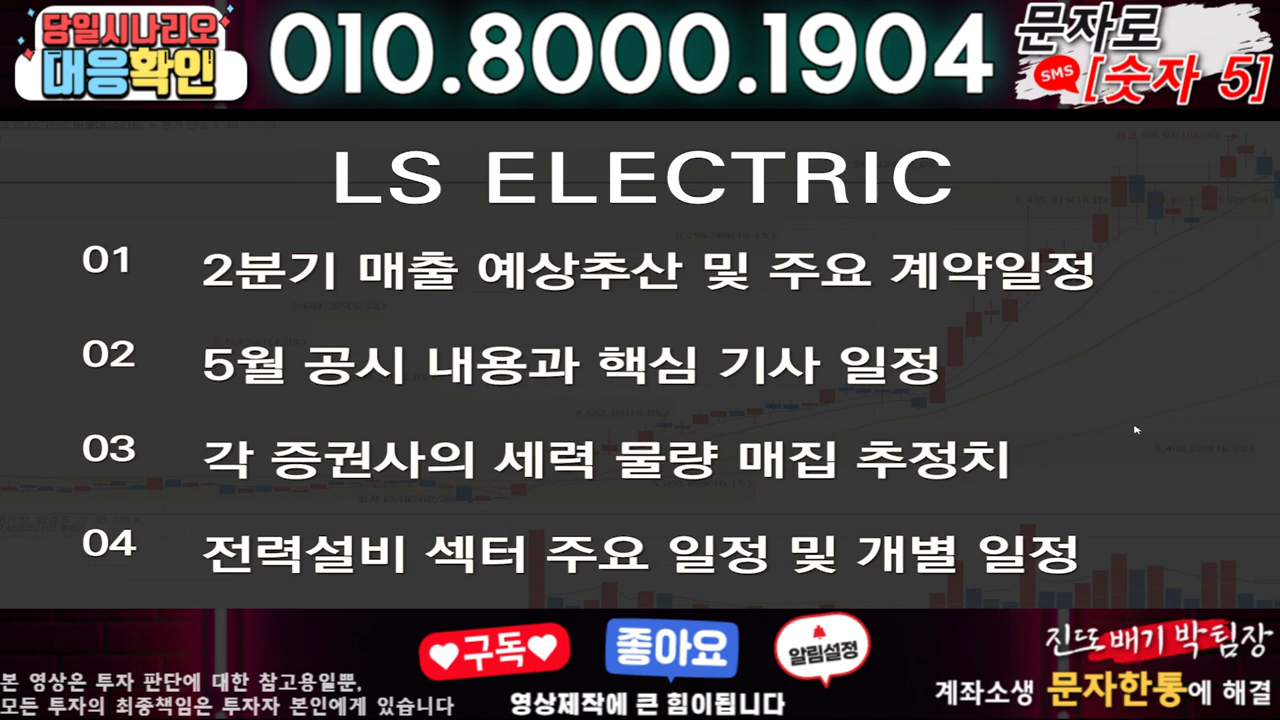 당일시나리오
대응확인
010.8000.1904
문자로
SMS [숫자 5]
LS ELECTRIC
01 2분기 매출 예상추산 및 주요 계약일정
02 5월 공시 내용과 핵심 기사 일정
03 각 증권사의 세력 물량 매집 추정치
04 전력설비 섹터 주요 일정 및 개별 일정
구독
좋아요
알림설정
영상제작에 큰 힘이됩니다
본 영상은 투자 판단에 대한 참고용일뿐,
모든 투자의 최종책임은 투자자 본인에게 있습니다
진또배기 박팀장
계좌소생 문자한통에 해결